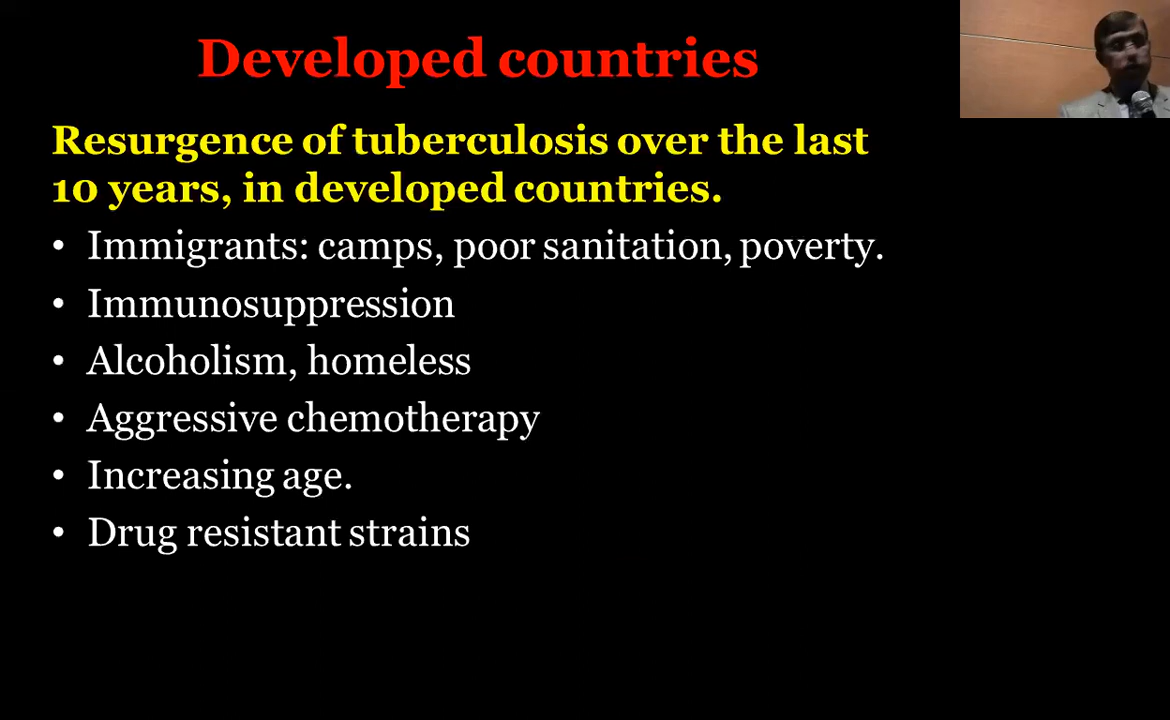 Developed countries
Resurgence of tuberculosis over the last
10 years, in developed countries.
• Immigrants: camps, poor sanitation, poverty.
• Immunosuppression
• Alcoholism, homeless
• Aggressive chemotherapy
• Increasing age.
• Drug resistant strains